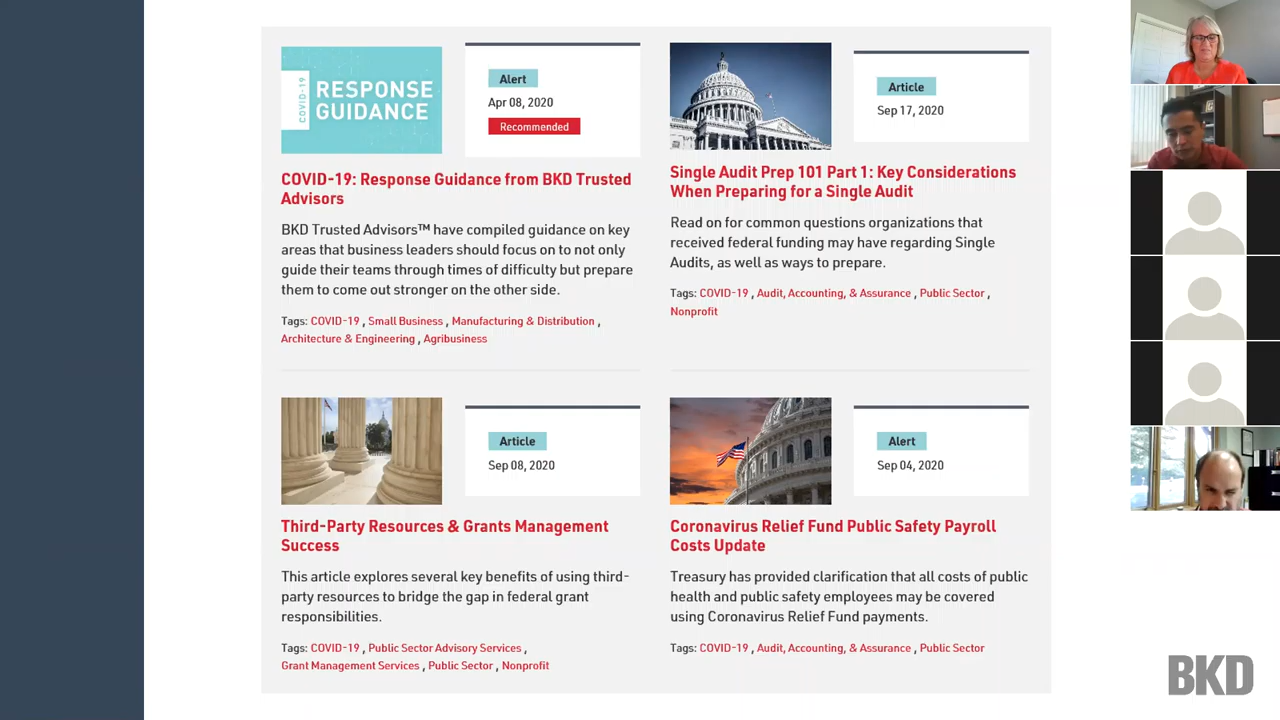 COVID-19
RESPONSE
GUIDANCE
Alert
Apr 08, 2020
Recommended
COVID-19: Response Guidance from BKD Trusted
Advisors
BKD Trusted Advisors™ have compiled guidance on key
areas that business leaders should focus on to not only
guide their teams through times of difficulty but prepare
them to come out stronger on the other side.
Tags: COVID-19 , Small Business , Manufacturing & Distribution ,
Architecture & Engineering , Agribusiness
Article
Sep 17, 2020
Single Audit Prep 101 Part 1: Key Considerations
When Preparing for a Single Audit
Read on for common questions organizations that
received federal funding may have regarding Single
Audits, as well as ways to prepare.
Tags: COVID-19 , Audit, Accounting, & Assurance , Public Sector ,
Nonprofit
Article
Sep 08, 2020
Third-Party Resources & Grants Management
Success
This article explores several key benefits of using third-
party resources to bridge the gap in federal grant
responsibilities.
Tags: COVID-19 , Public Sector Advisory Services ,
Grant Management Services , Public Sector , Nonprofit
Alert
Sep 04, 2020
Coronavirus Relief Fund Public Safety Payroll
Costs Update
Treasury has provided clarification that all costs of public
health and public safety employees may be covered
using Coronavirus Relief Fund payments.
Tags: COVID-19 , Audit, Accounting, & Assurance , Public Sector
BKD